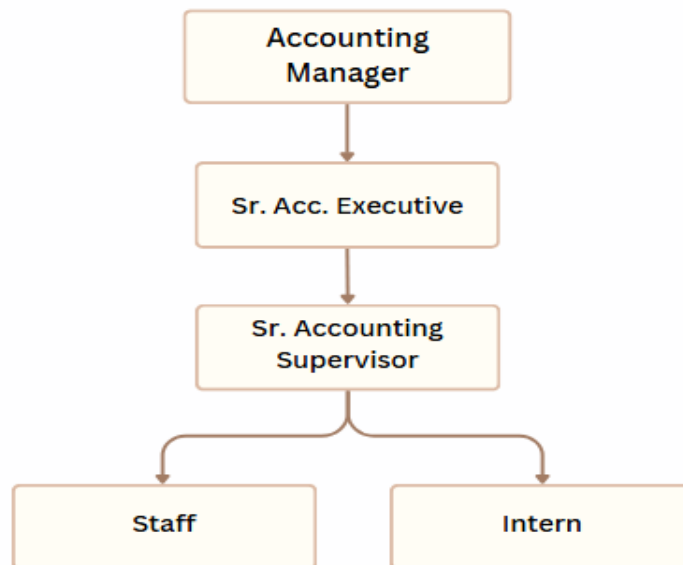 Accounting
Manager
Sr. Acc. Executive
Sr. Accounting
Supervisor
Staff
Intern